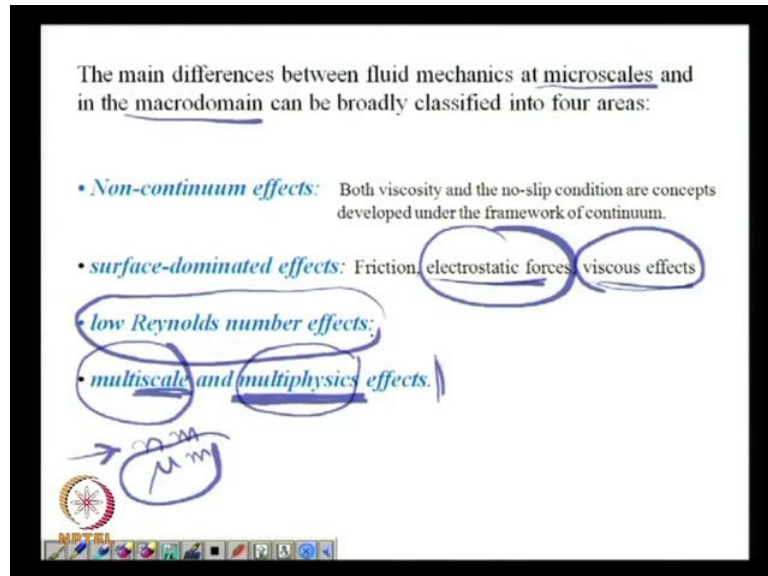 The main differences between fluid mechanics at microscales and
in the macrodomain can be broadly classified into four areas:
• Non-continuum effects: Both viscosity and the no-slip condition are concepts
developed under the framework of continuum.
• surface-dominated effects: Friction, electrostatic forces, viscous effects
• low Reynolds number effects:
• multiscale and multiphysics effects.
nm
μm
NPTEL